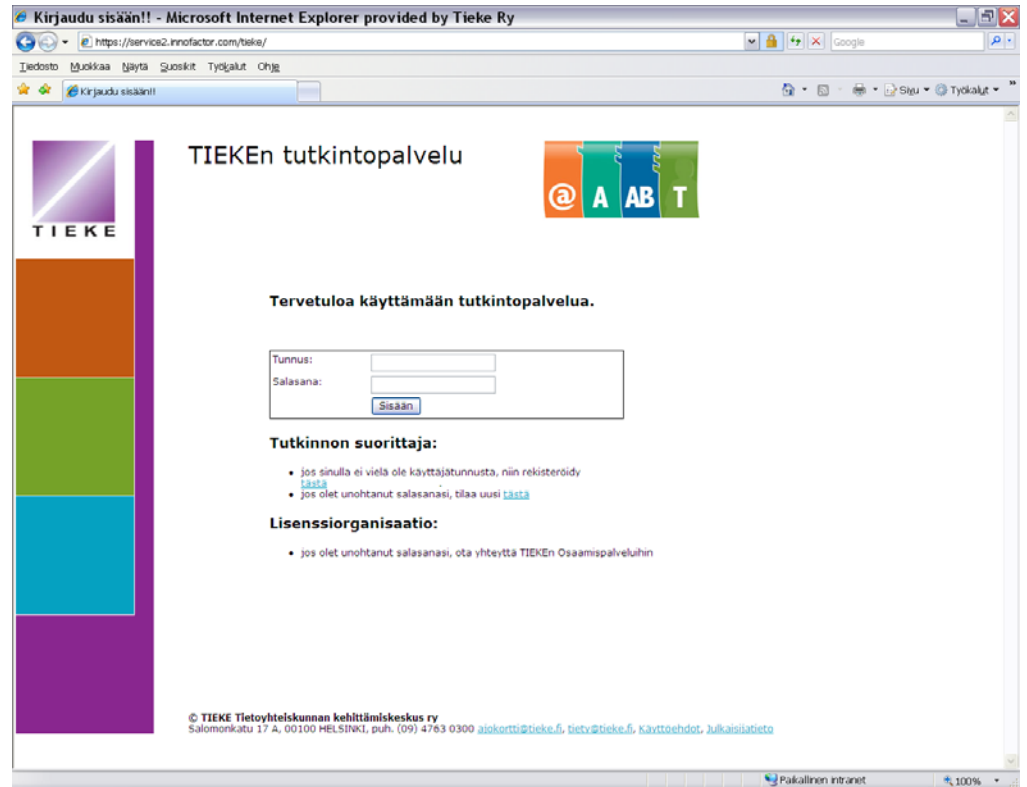 Kirjaudu sisään!! - Microsoft Internet Explorer provided by Tieke Ry
https://service2.innofactor.com/tieke/
Google
Tiedosto Muokkaa Näytä Suosikit Työkalut Ohje
Kirjaudu sisään!!
Sivu Työkalut
TIEKE
TIEKEn tutkintopalvelu
@ A AB T
Tervetuloa käyttämään tutkintopalvelua.
Tunnus:
Salasana:
Sisään
Tutkinnon suorittaja:
• jos sinulla ei vielä ole käyttäjätunnusta, niin rekisteröidy
tästä
• jos olet unohtanut salasanasi, tilaa uusi tästä
Lisenssiorganisaatio:
• jos olet unohtanut salasanasi, ota yhteyttä TIEKEn Osaamispalveluihin
© TIEKE Tietoyhteiskunnan kehittämiskeskus ry
Salomonkatu 17 A, 00100 HELSINKI, puh. (09) 4763 0300 ajokortti@tieke.fi, tiety@tieke.fi, Käyttöehdot, Julkaisijatieto
Paikallinen intranet 100%